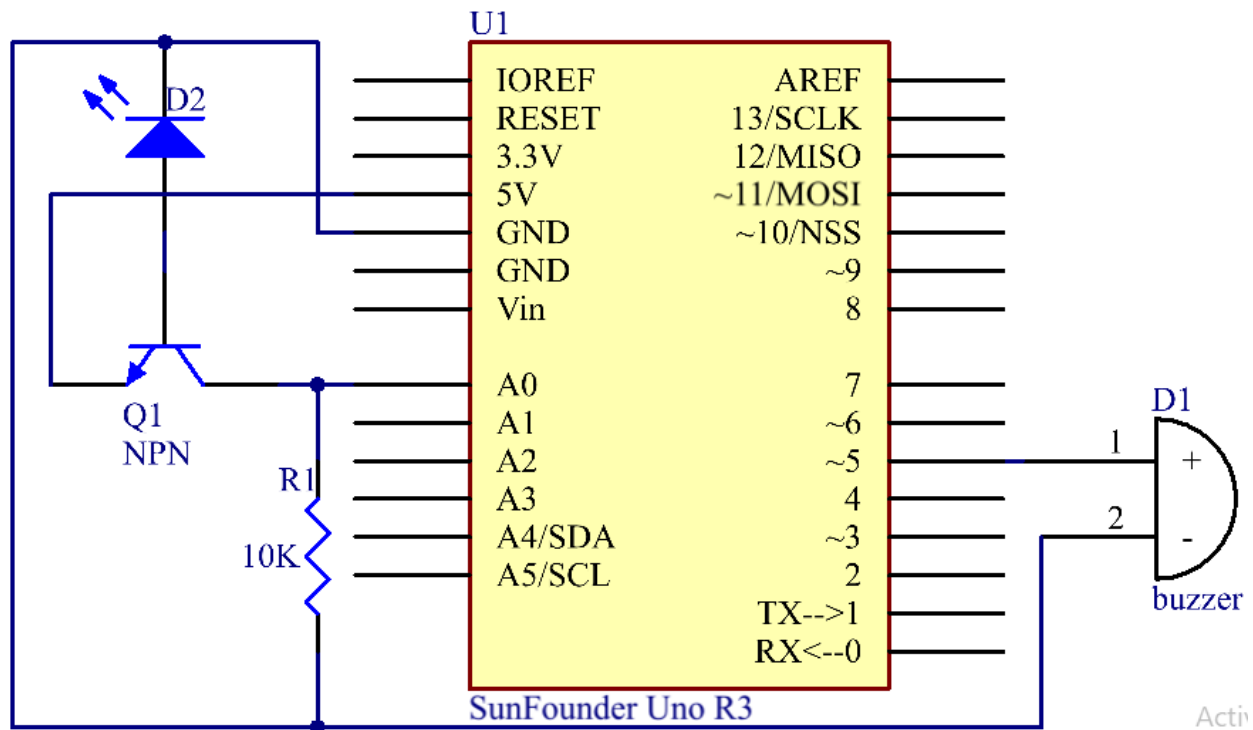 U1
D2
IOREF
RESET
3.3V
5V
GND
GND
Vin
A0
A1
A2
A3
A4/SDA
A5/SCL
AREF
13/SCLK
12/MISO
~11/MOSI
~10/NSS
~9
8
7
~6
~5
4
~3
2
TX-->1
RX<--0
Q1
NPN
R1
10K
D1
1
+
2
-
buzzer
SunFounder Uno R3
Activ